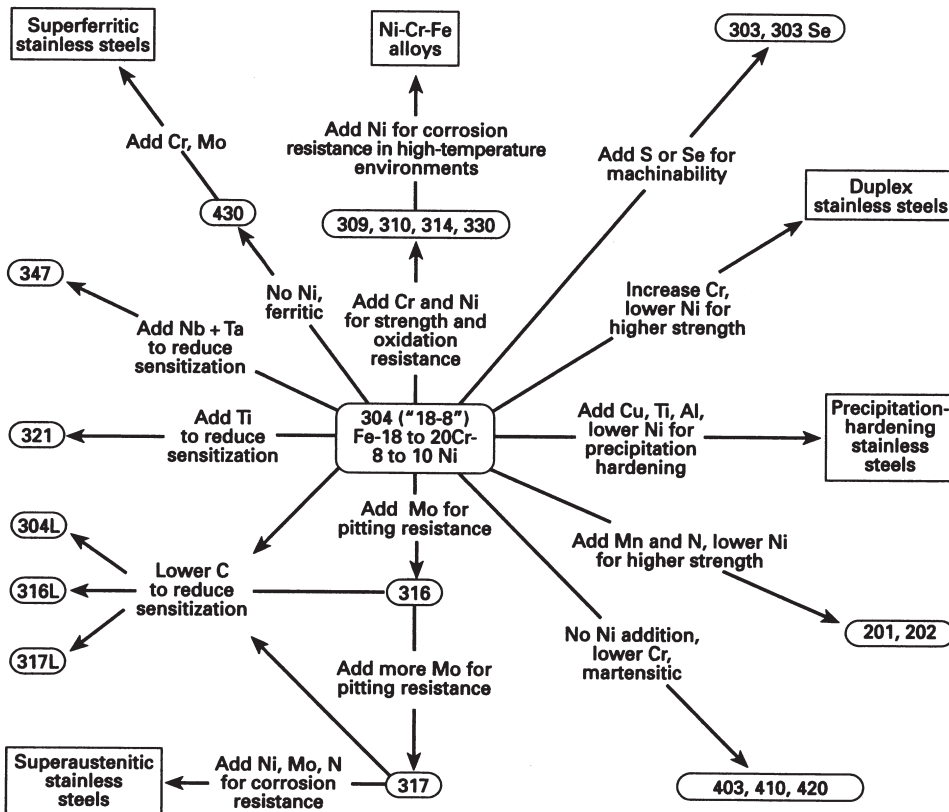 Superferritic
stainless steels
Ni-Cr-Fe
alloys
303, 303 Se
Add Cr, Mo
Add Ni for corrosion
resistance in high-temperature
environments
Add S or Se for
machinability
Duplex
stainless steels
430
309, 310, 314, 330
347
No Ni,
ferritic
Add Cr and Ni
for strength and
oxidation
resistance
Increase Cr,
lower Ni for
higher strength
Add Nb + Ta
to reduce
sensitization
321
Add Ti
to reduce
sensitization
304 ("18-8")
Fe-18 to 20Cr-
8 to 10 Ni
Add Cu, Ti, Al,
lower Ni for
precipitation
hardening
Precipitation-
hardening
stainless
steels
304L
316L
317L
Lower C
to reduce
sensitization
Add Mo for
pitting resistance
316
Add Mn and N, lower Ni
for higher strength
201, 202
No Ni addition,
lower Cr,
martensitic
Add more Mo for
pitting resistance
Superaustenitic
stainless
steels
Add Ni, Mo, N
for corrosion
resistance
317
403, 410, 420